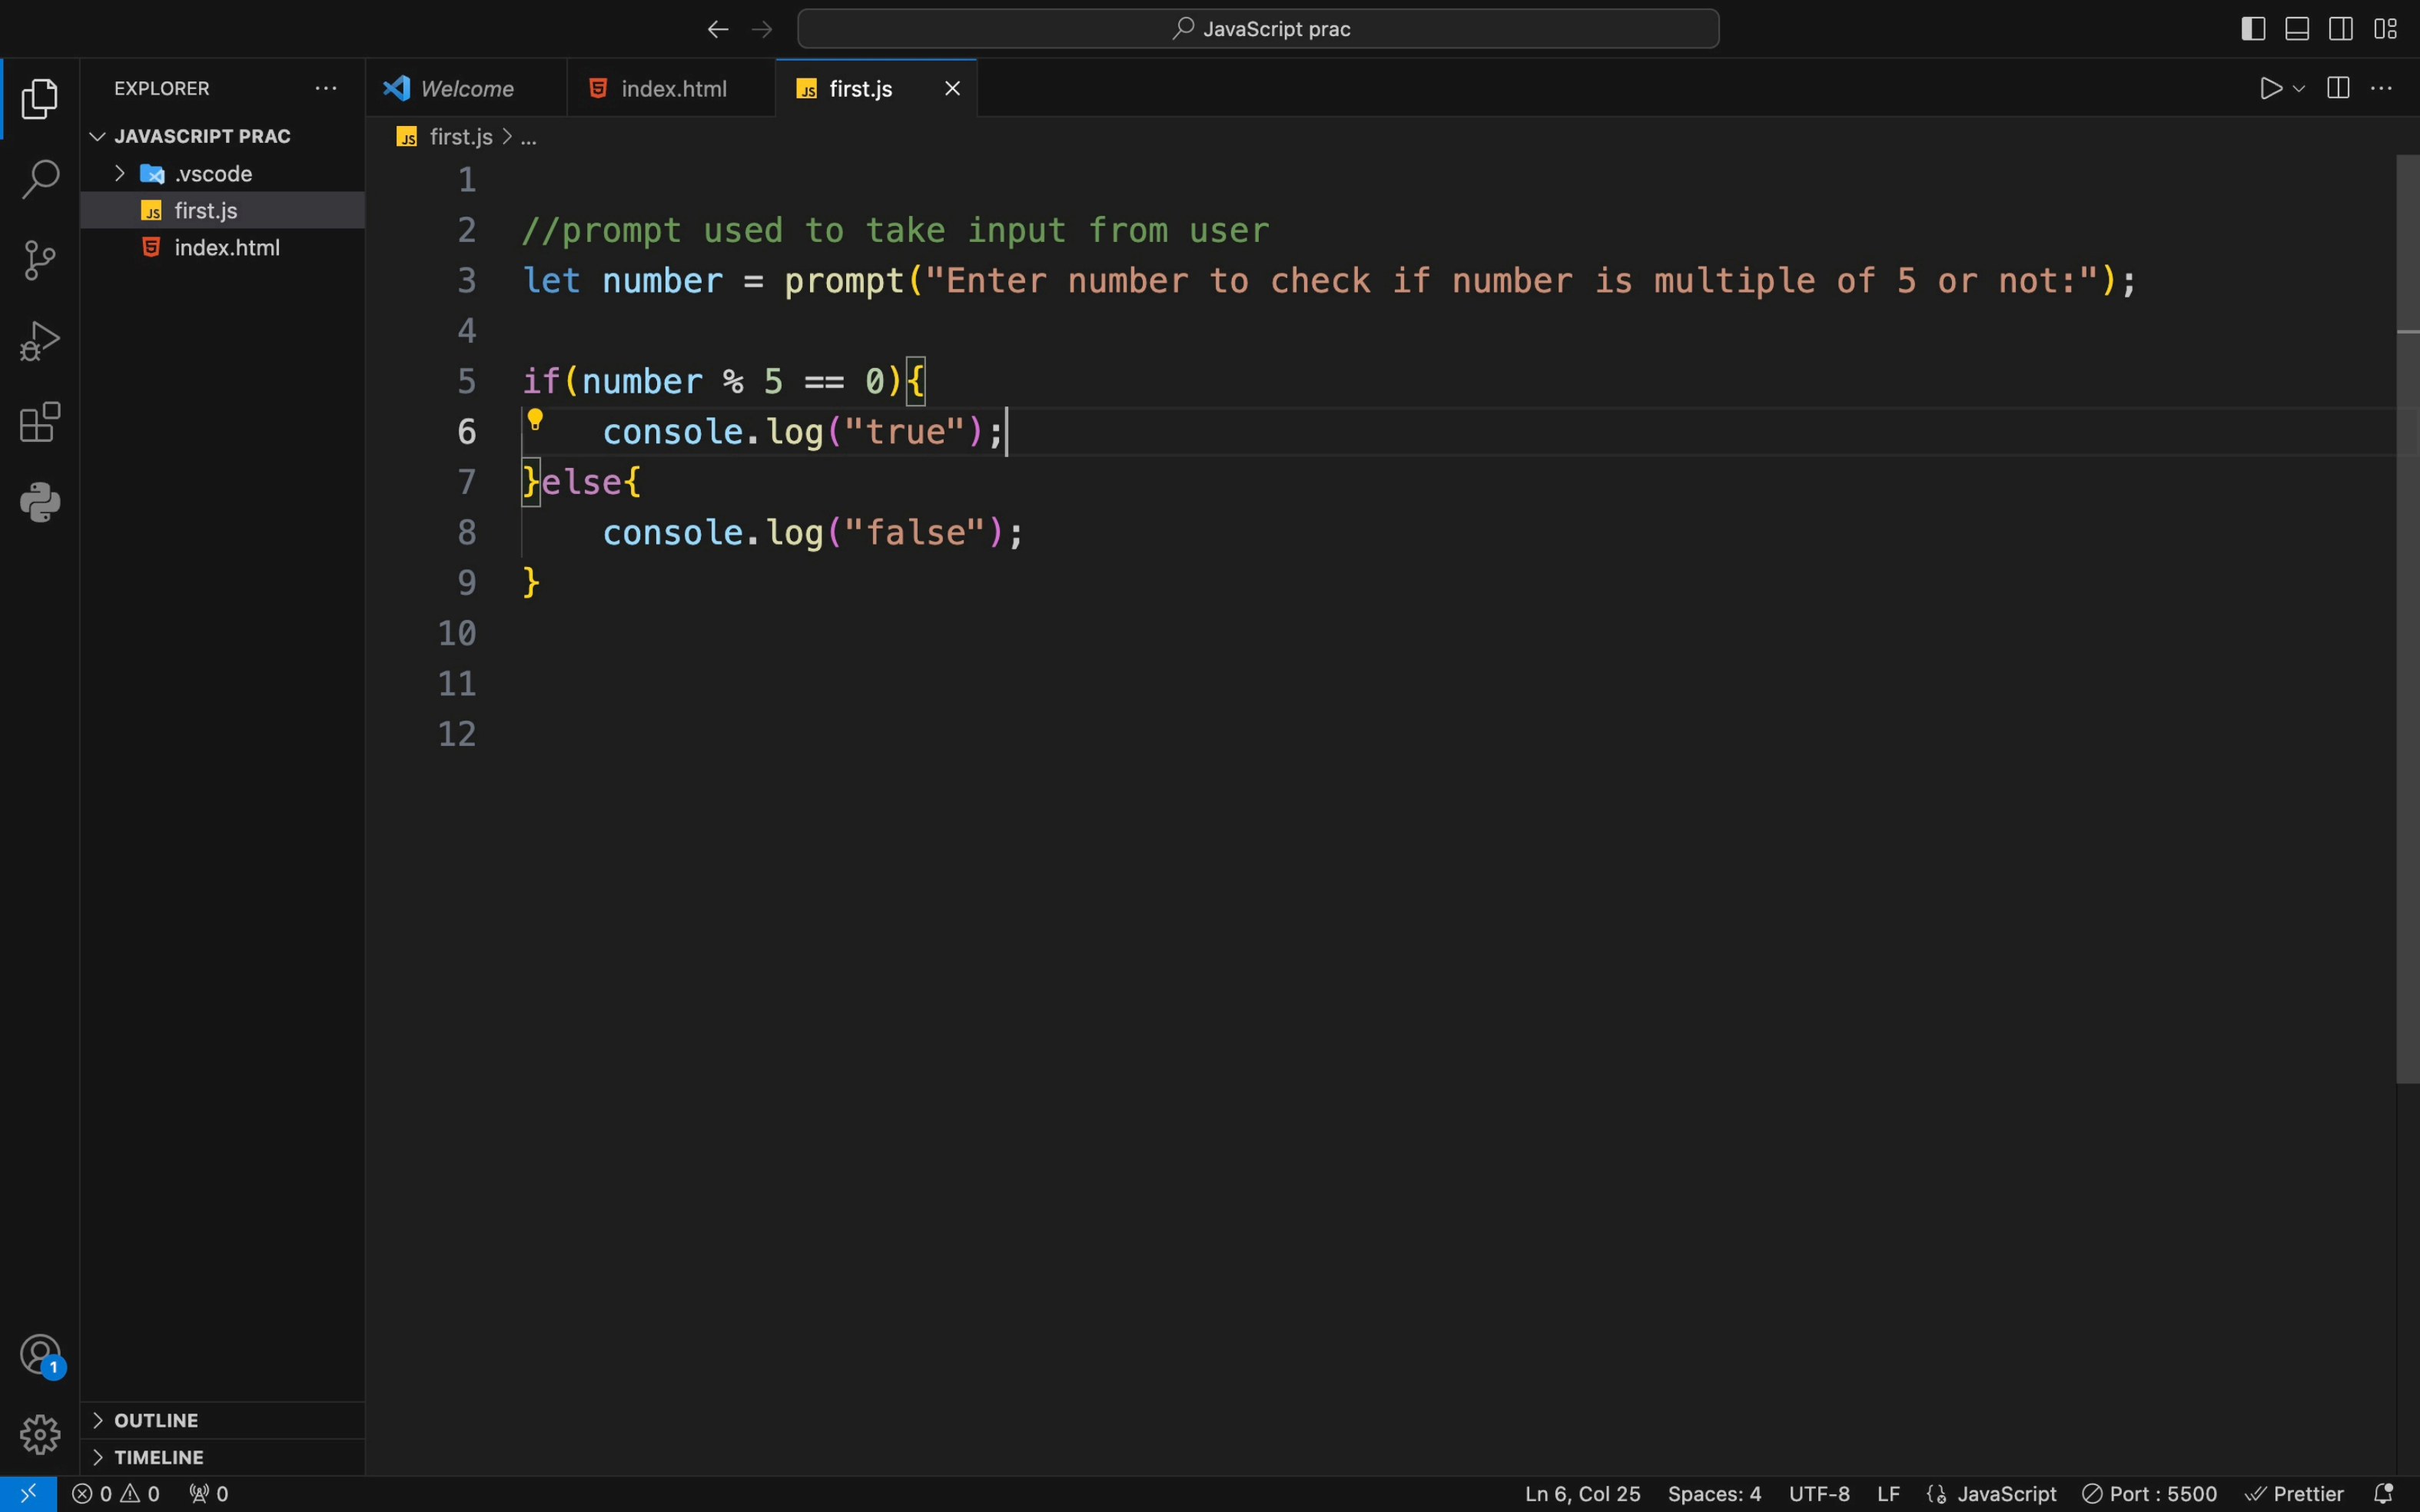 JavaScript prac
EXPLORER
Welcome
index.html
JS first.js
JAVASCRIPT PRAC
.vscode
JS first.js
index.html
JS first.js > ...
1
2 //prompt used to take input from user
3 let number = prompt("Enter number to check if number is multiple of 5 or not:");
4
5 if(number % 5 == 0){
6 console.log("true");
7 }else{
8 console.log("false");
9 }
10
11
12
1
OUTLINE
TIMELINE
0 0 0 Ln 6, Col 25 Spaces: 4 UTF-8 LF JavaScript Port : 5500 Prettier